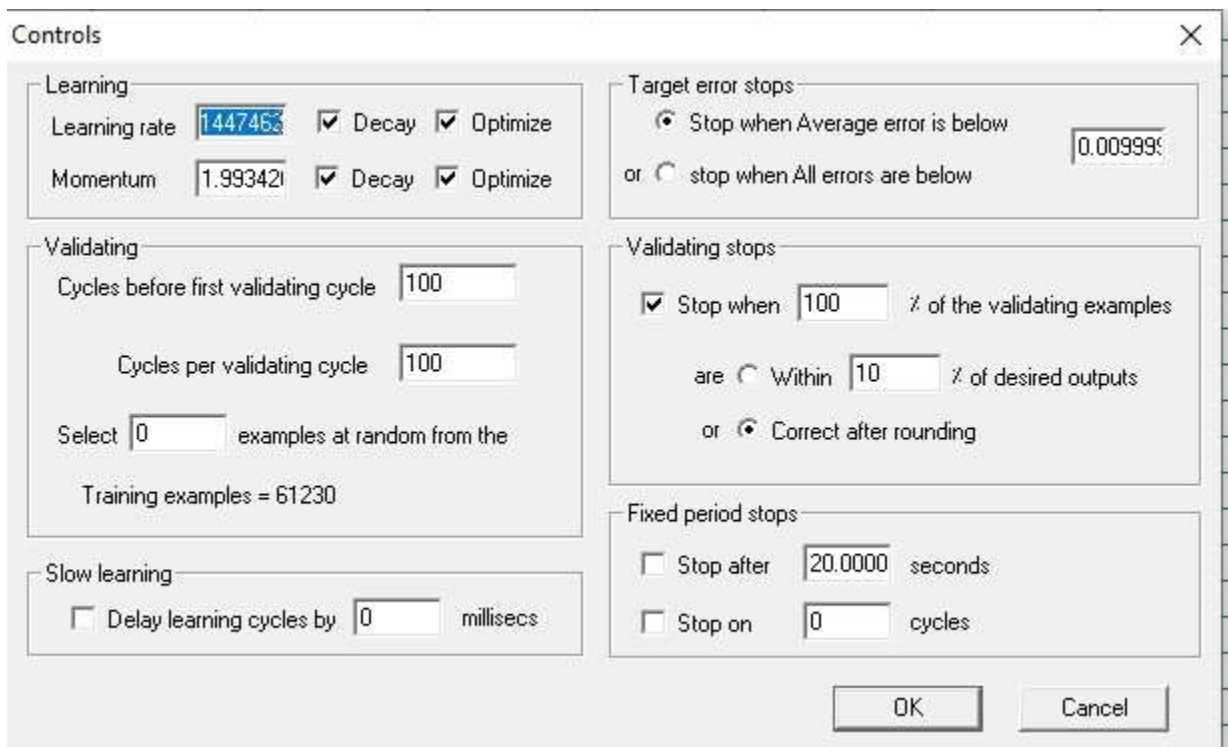 Controls
Learning
Learning rate 1447462 Decay Optimize
Momentum 1.99342 Decay Optimize
Validating
Cycles before first validating cycle 100
Cycles per validating cycle 100
Select 0 examples at random from the
Training examples = 61230
Slow learning
Delay learning cycles by 0 millisecs
Target error stops
Stop when Average error is below
0.009999
or stop when All errors are below
Validating stops
Stop when 100 % of the validating examples
are Within 10 % of desired outputs
or Correct after rounding
Fixed period stops
Stop after 20.0000 seconds
Stop on 0 cycles
OK Cancel